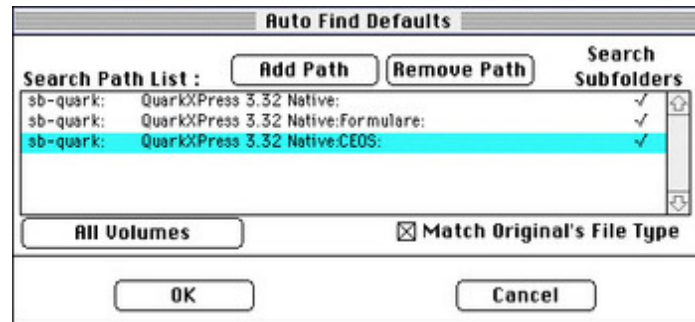 Auto Find Defaults
Search Path List : Add Path Remove Path Search Subfolders
sb-quark: QuarkXPress 3.32 Native: √
sb-quark: QuarkXPress 3.32 Native:Formulare: √
sb-quark: QuarkXPress 3.32 Native:CEOS: √
All Volumes Match Original's File Type
OK Cancel